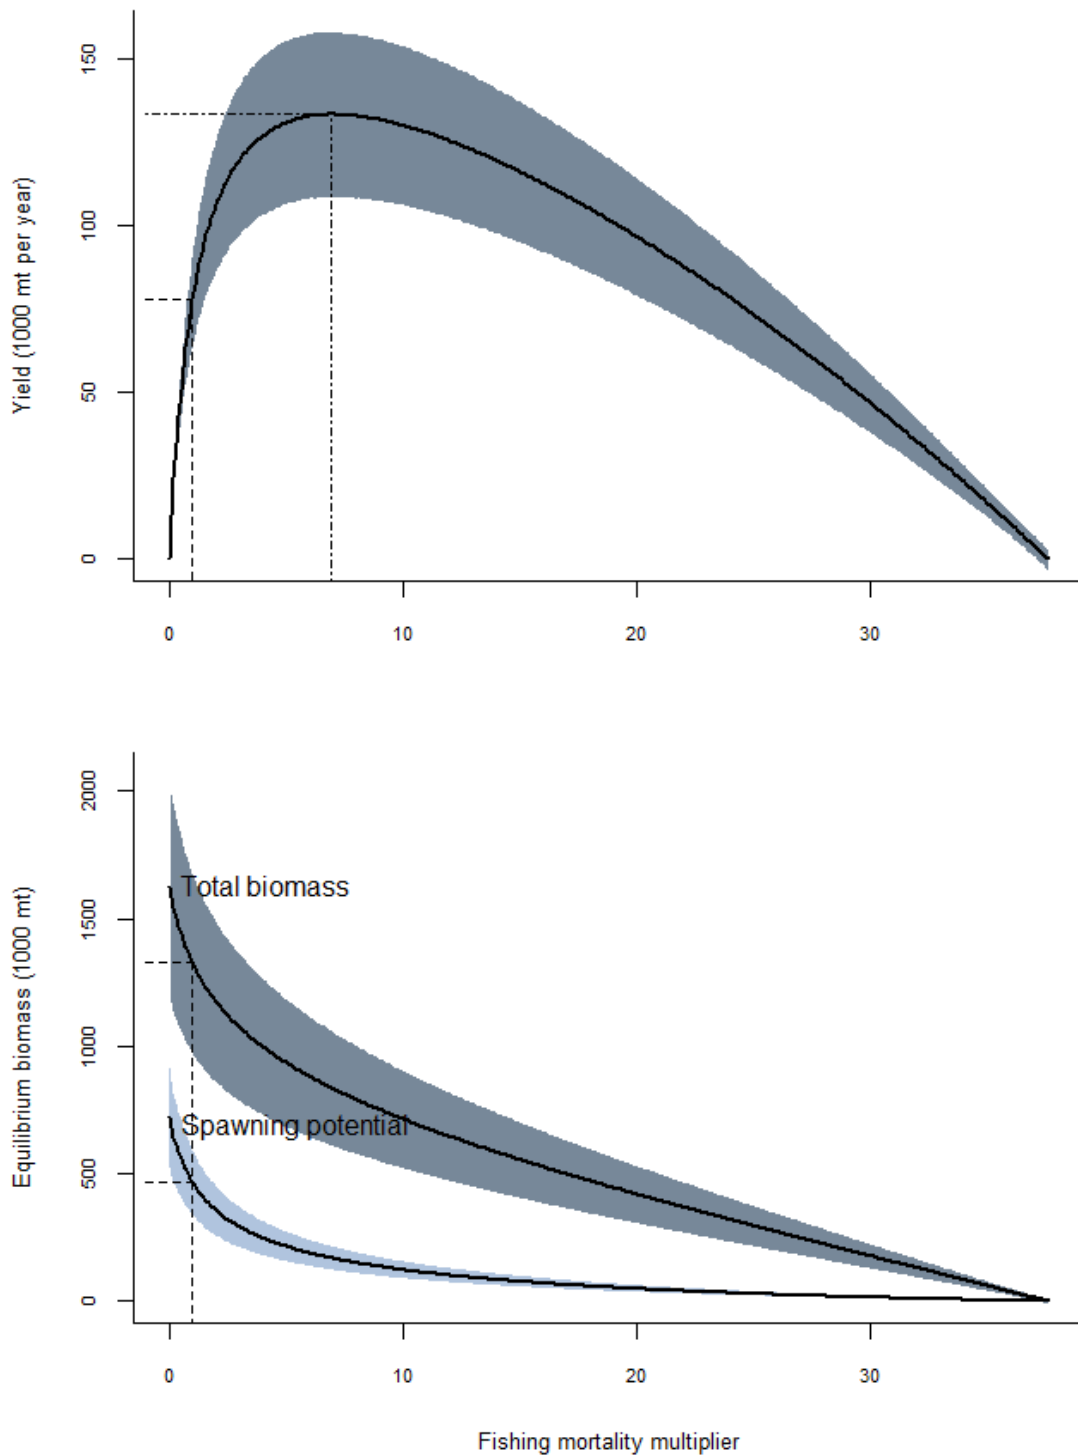 Yield (1000 mt per year)
150
100
50
0
0 10 20 30
Equilibrium biomass (1000 mt)
2000
1500
1000
500
0
Total biomass
Spawning potential
0 10 20 30
Fishing mortality multiplier